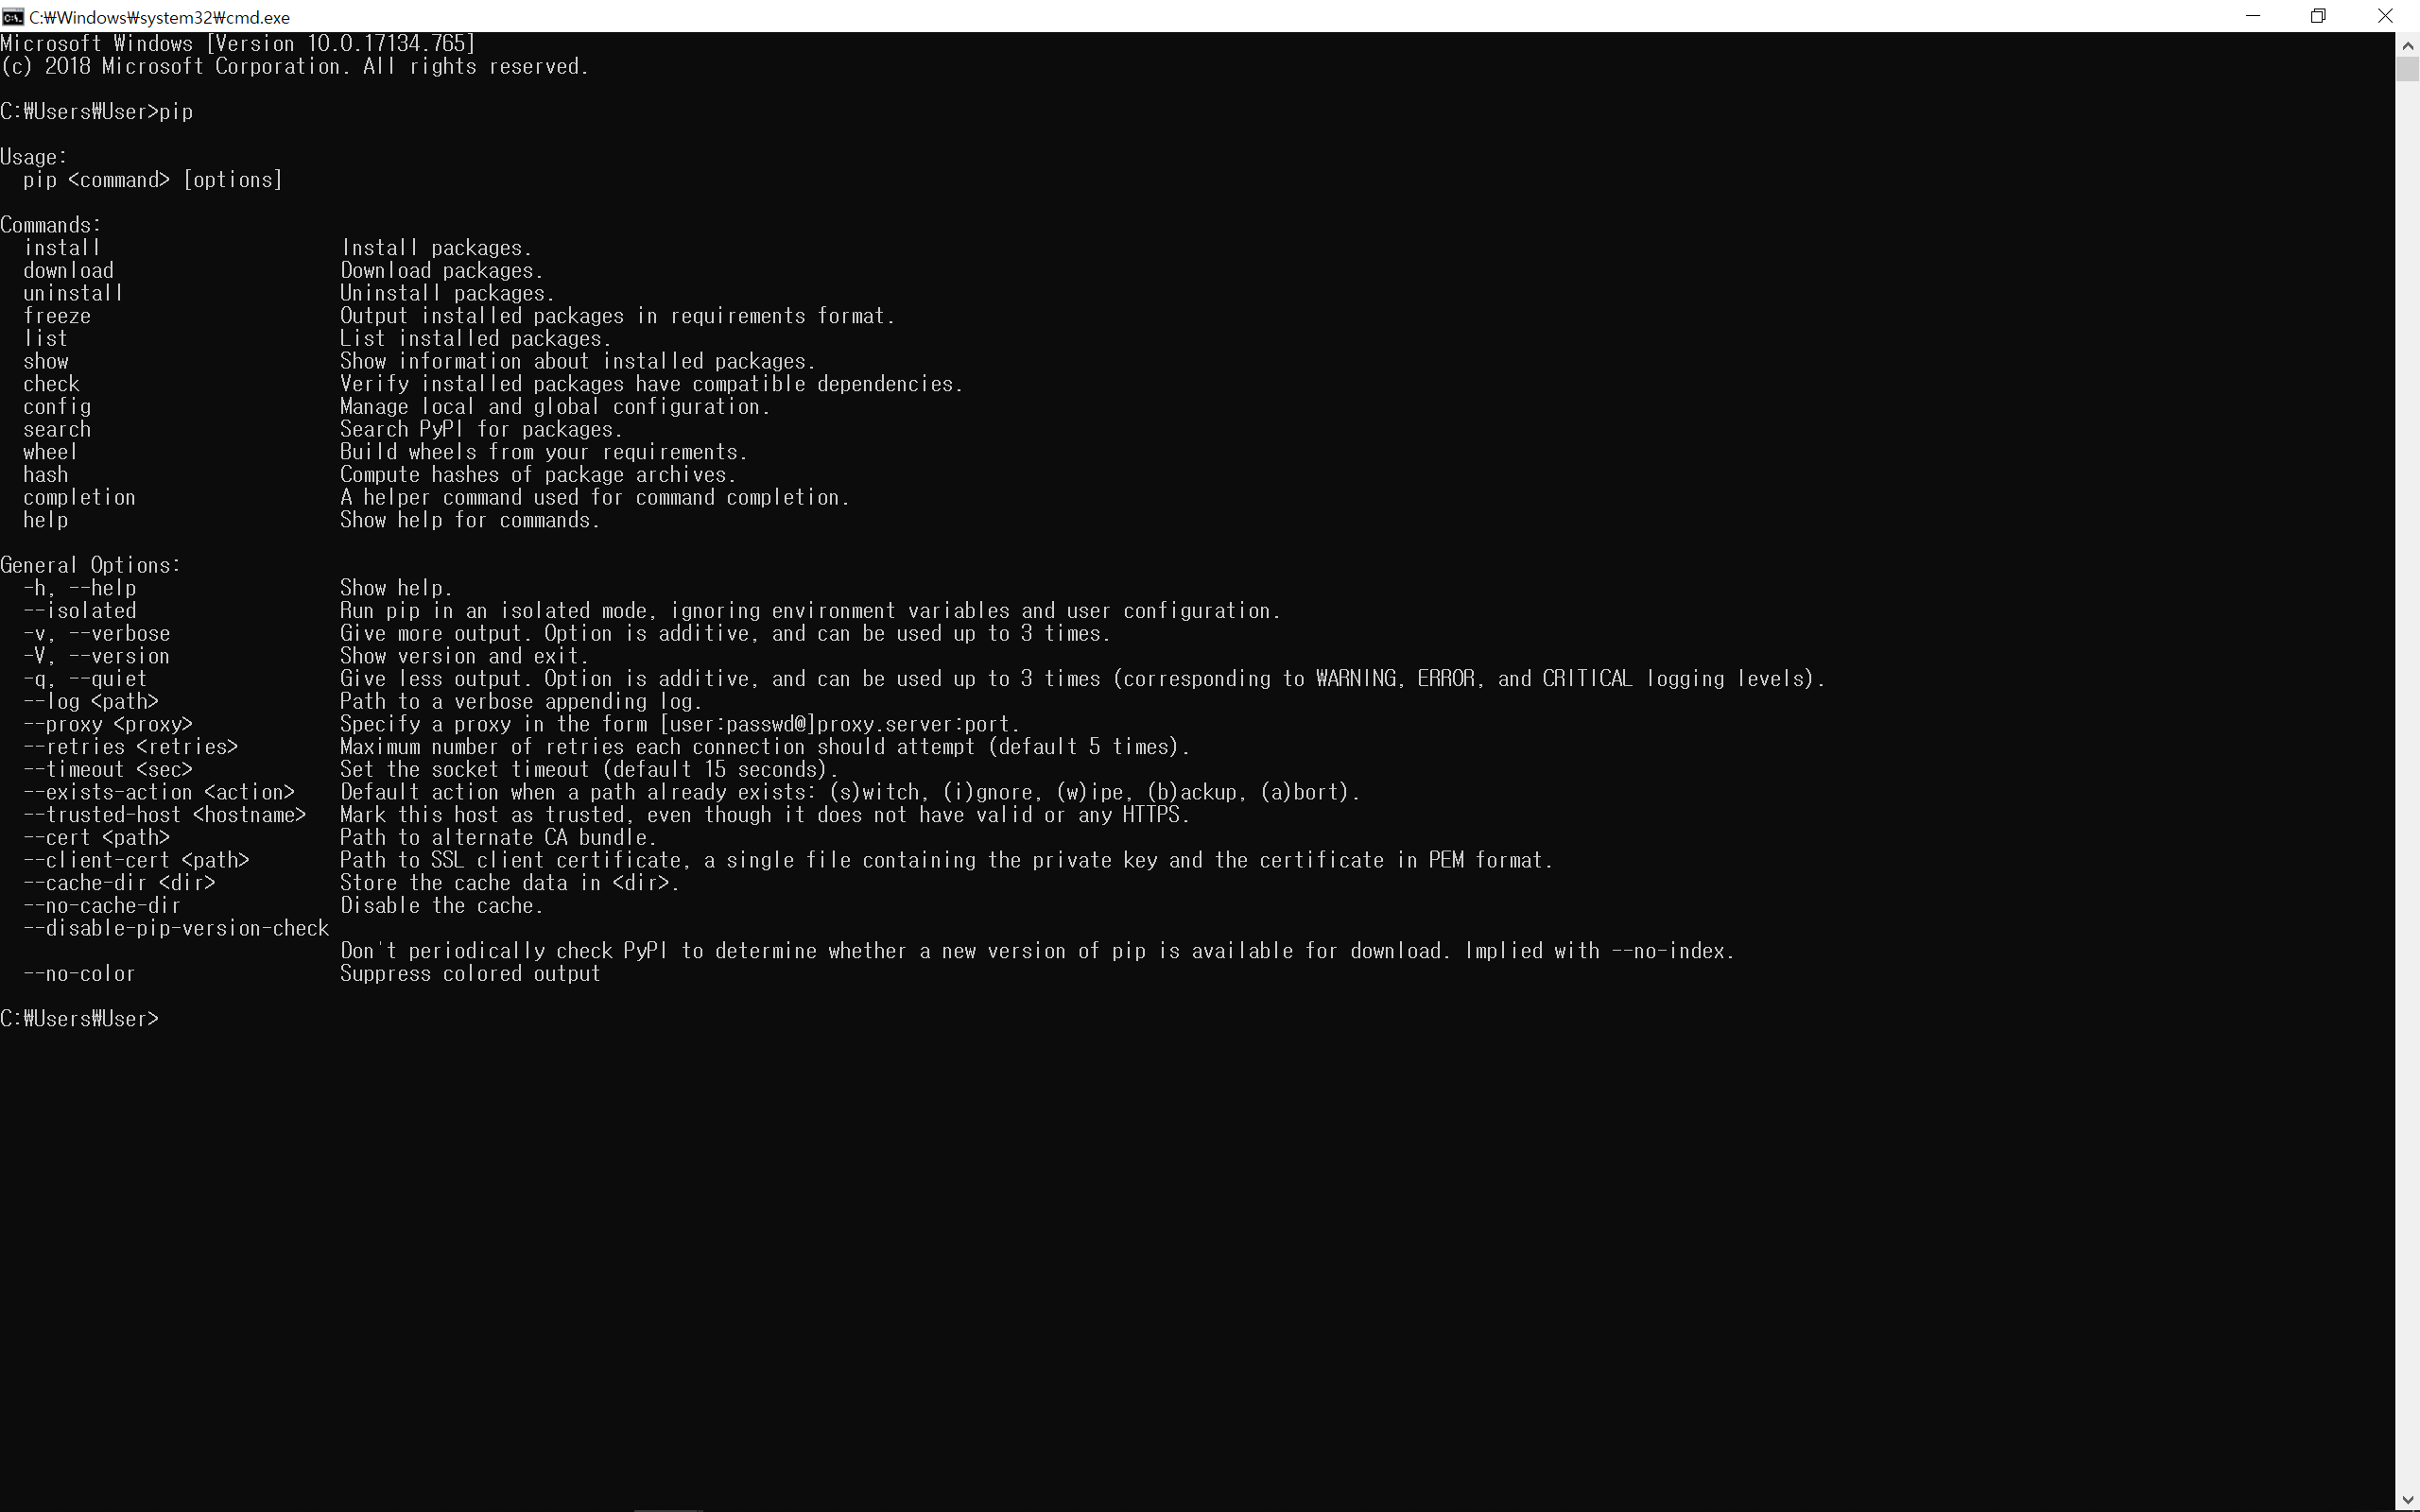 C:₩Windows₩system32₩cmd.exe
Microsoft Windows [Version 10.0.17134.765]
(c) 2018 Microsoft Corporation. All rights reserved.
C:₩Users₩User>pip
Usage:
  pip <command> [options]
Commands:
  install                     Install packages.
  download                    Download packages.
  uninstall                   Uninstall packages.
  freeze                      Output installed packages in requirements format.
  list                        List installed packages.
  show                        Show information about installed packages.
  check                       Verify installed packages have compatible dependencies.
  config                      Manage local and global configuration.
  search                      Search PyPI for packages.
  wheel                       Build wheels from your requirements.
  hash                        Compute hashes of package archives.
  completion                  A helper command used for command completion.
  help                        Show help for commands.
General Options:
  -h, --help                  Show help.
  --isolated                  Run pip in an isolated mode, ignoring environment variables and user configuration.
  -v, --verbose               Give more output. Option is additive, and can be used up to 3 times.
  -V, --version               Show version and exit.
  -q, --quiet                 Give less output. Option is additive, and can be used up to 3 times (corresponding to WARNING, ERROR, and CRITICAL logging levels).
  --log <path>                Path to a verbose appending log.
  --proxy <proxy>             Specify a proxy in the form [user:passwd@]proxy.server:port.
  --retries <retries>         Maximum number of retries each connection should attempt (default 5 times).
  --timeout <sec>             Set the socket timeout (default 15 seconds).
  --exists-action <action>    Default action when a path already exists: (s)witch, (i)gnore, (w)ipe, (b)ackup, (a)bort).
  --trusted-host <hostname>   Mark this host as trusted, even though it does not have valid or any HTTPS.
  --cert <path>               Path to alternate CA bundle.
  --client-cert <path>        Path to SSL client certificate, a single file containing the private key and the certificate in PEM format.
  --cache-dir <dir>           Store the cache data in <dir>.
  --no-cache-dir              Disable the cache.
  --disable-pip-version-check
                              Don't periodically check PyPI to determine whether a new version of pip is available for download. Implied with --no-index.
  --no-color                  Suppress colored output
C:₩Users₩User>